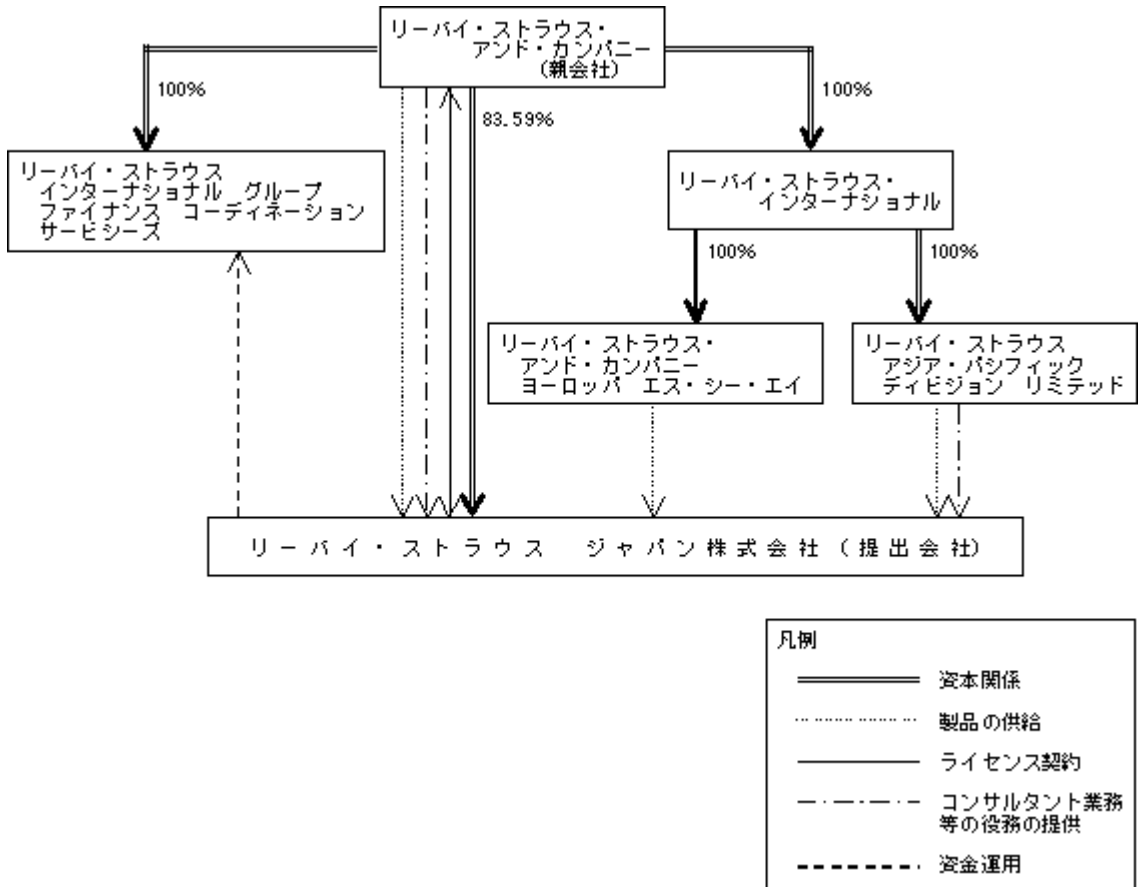 リーバイ・ストラウス・
アンド・カンパニー
(親会社)
100%
100%
83.59%
リーバイ・ストラウス
インターナショナル グループ
ファイナンス コーディネーション
サービシーズ
リーバイ・ストラウス・
インターナショナル
100%
100%
リーバイ・ストラウス・
アンド・カンパニー
ヨーロッパ エス・シー・エイ
リーバイ・ストラウス
アジア・パシフィック
ディビジョン リミテッド
リーバイ・ストラウス ジャパン株式会社(提出会社)
凡例
資本関係
製品の供給
ライセンス契約
コンサルタント業務
等の役務の提供
資金運用